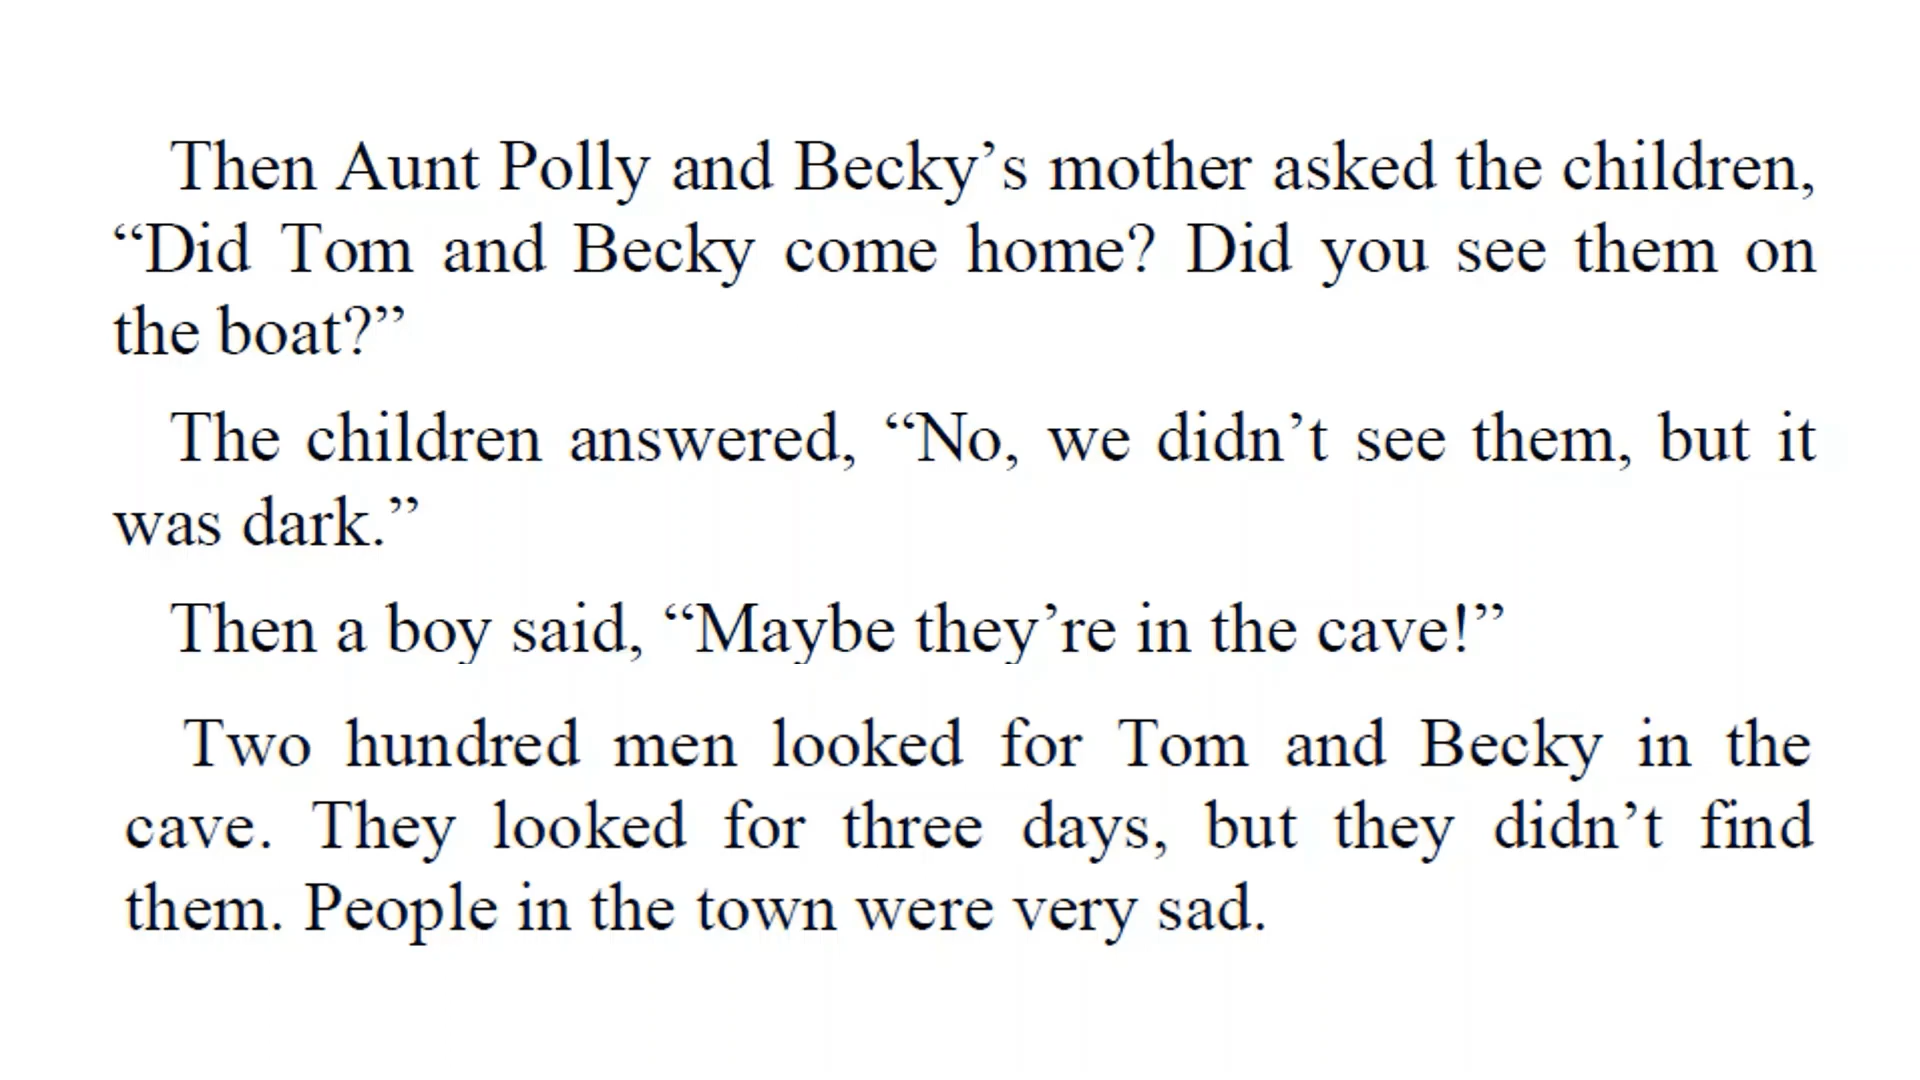 Then Aunt Polly and Becky’s mother asked the children,
“Did Tom and Becky come home? Did you see them on
the boat?”
The children answered, “No, we didn’t see them, but it
was dark.”
Then a boy said, “Maybe they’re in the cave!”
Two hundred men looked for Tom and Becky in the
cave. They looked for three days, but they didn’t find
them. People in the town were very sad.